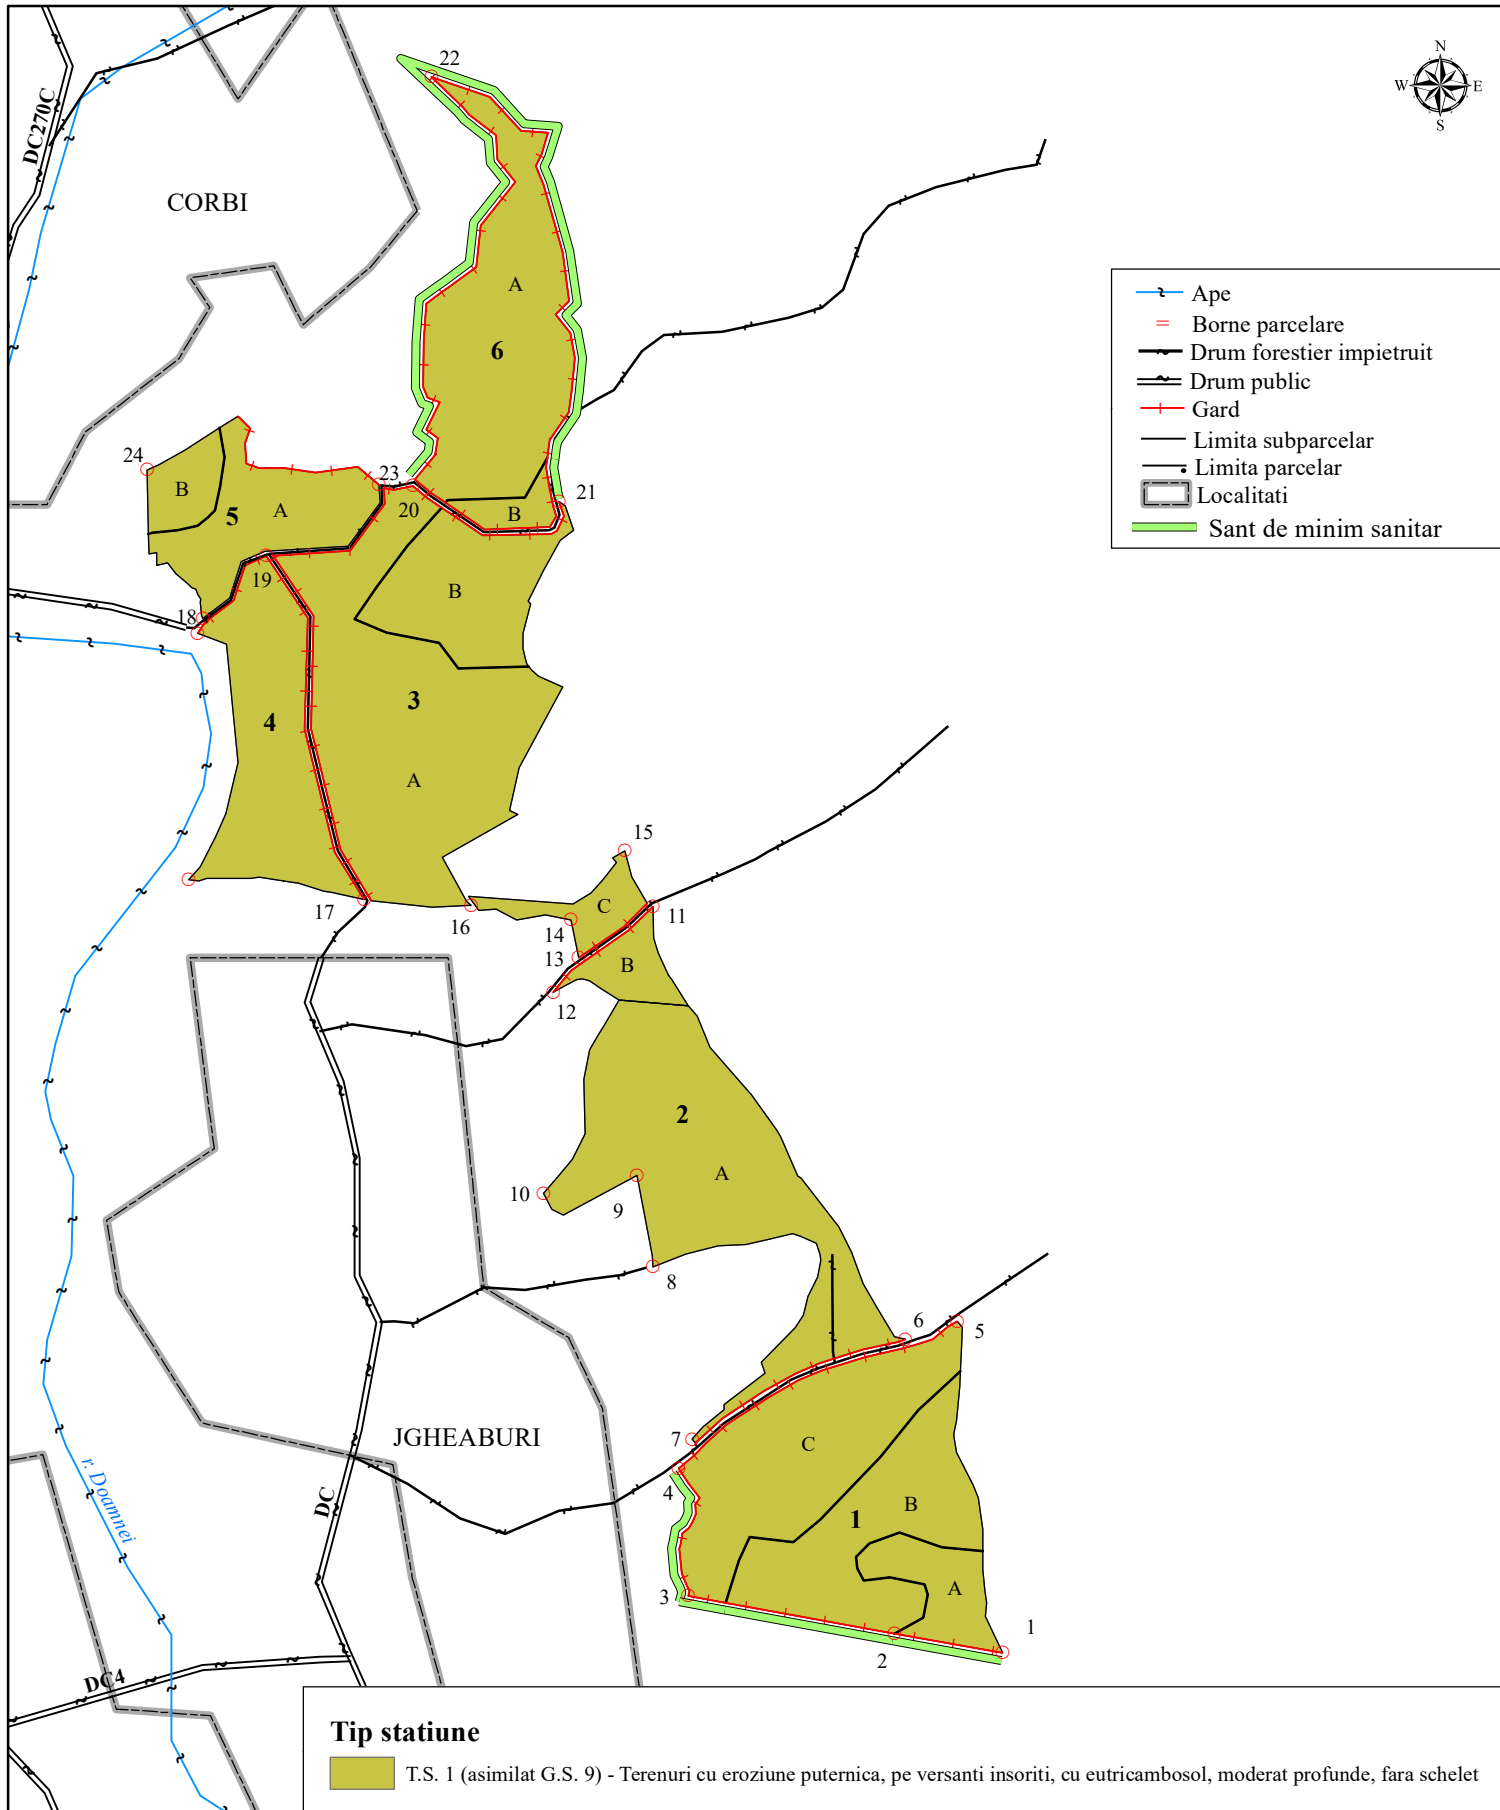 22
N
W E
S
DC270C
CORBI
A
6
Ape
Borne parcelare
Drum forestier impietruit
Drum public
Gard
Limita subparcelar
Limita parcelar
Localitati
Sant de minim sanitar
24
23
21
B
5
A
20
B
19
B
18
3
4
A
15
17
16
C
11
14
13
B
12
2
A
10
9
8
6
5
7
JGHEABURI
C
4
r. Doamnei
DC
B
1
A
3
1
2
DC4
Tip statiune
T.S. 1 (asimilat G.S. 9) - Terenuri cu eroziune puternica, pe versanti insoriti, cu eutricambosol, moderat profunde, fara schelet